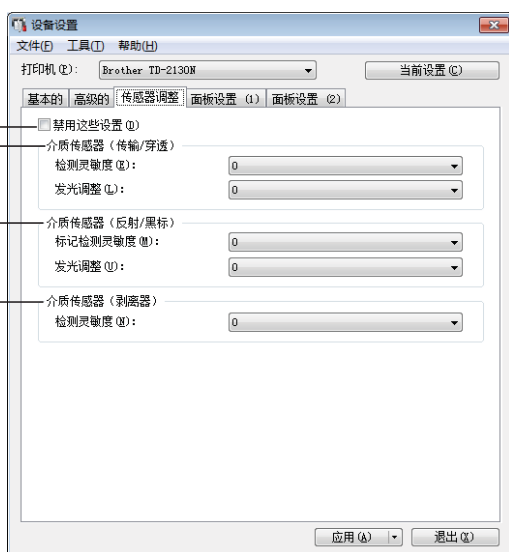 设备设置
文件(F) 工具(T) 帮助(H)
打印机(P): Brother TD-2130N 当前设置(C)
基本的 高级的 传感器调整 面板设置 (1) 面板设置 (2)
禁用这些设置(D)
介质传感器（传输/穿透）
检测灵敏度(E): 0
发光调整(L): 0
介质传感器（反射/黑标）
标记检测灵敏度(M): 0
发光调整(U): 0
介质传感器（剥离器）
检测灵敏度(N): 0
应用(A) 退出(X)